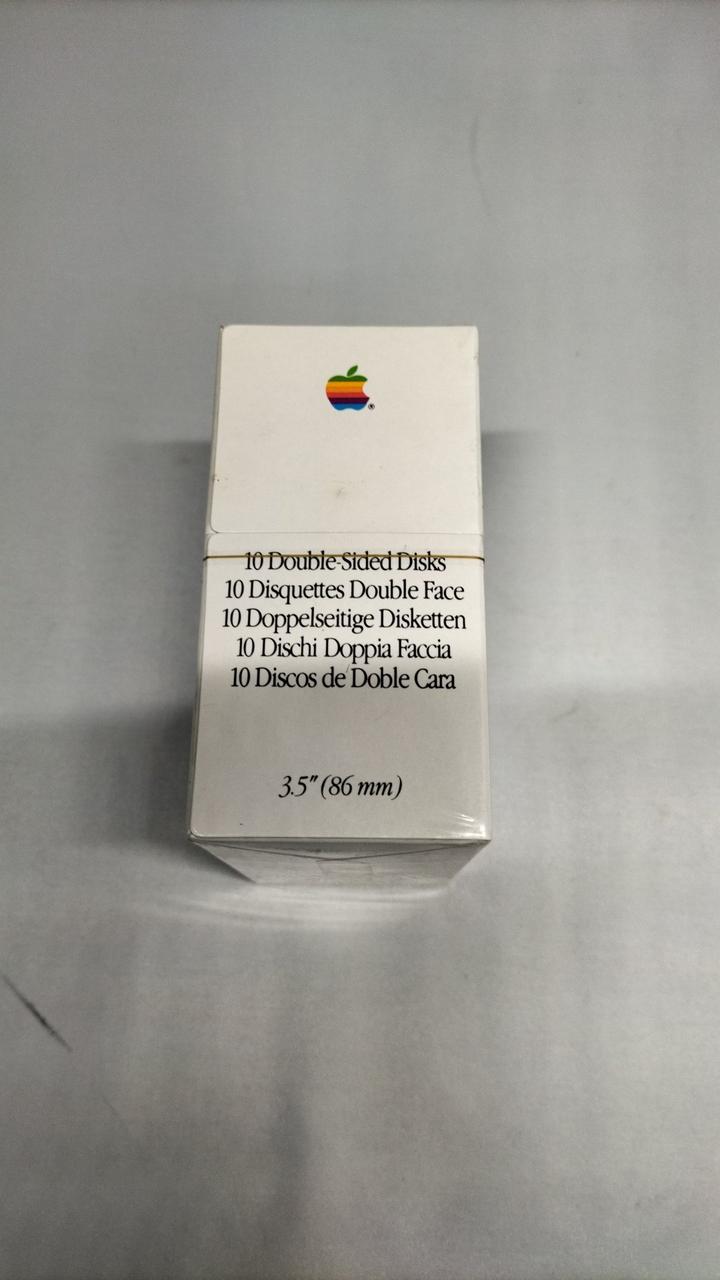 10 Double-Sided Disks
10 Disquettes Double Face
10 Doppelseitige Disketten
10 Dischi Doppia Faccia
10 Discos de Doble Cara
3.5" (86 mm)